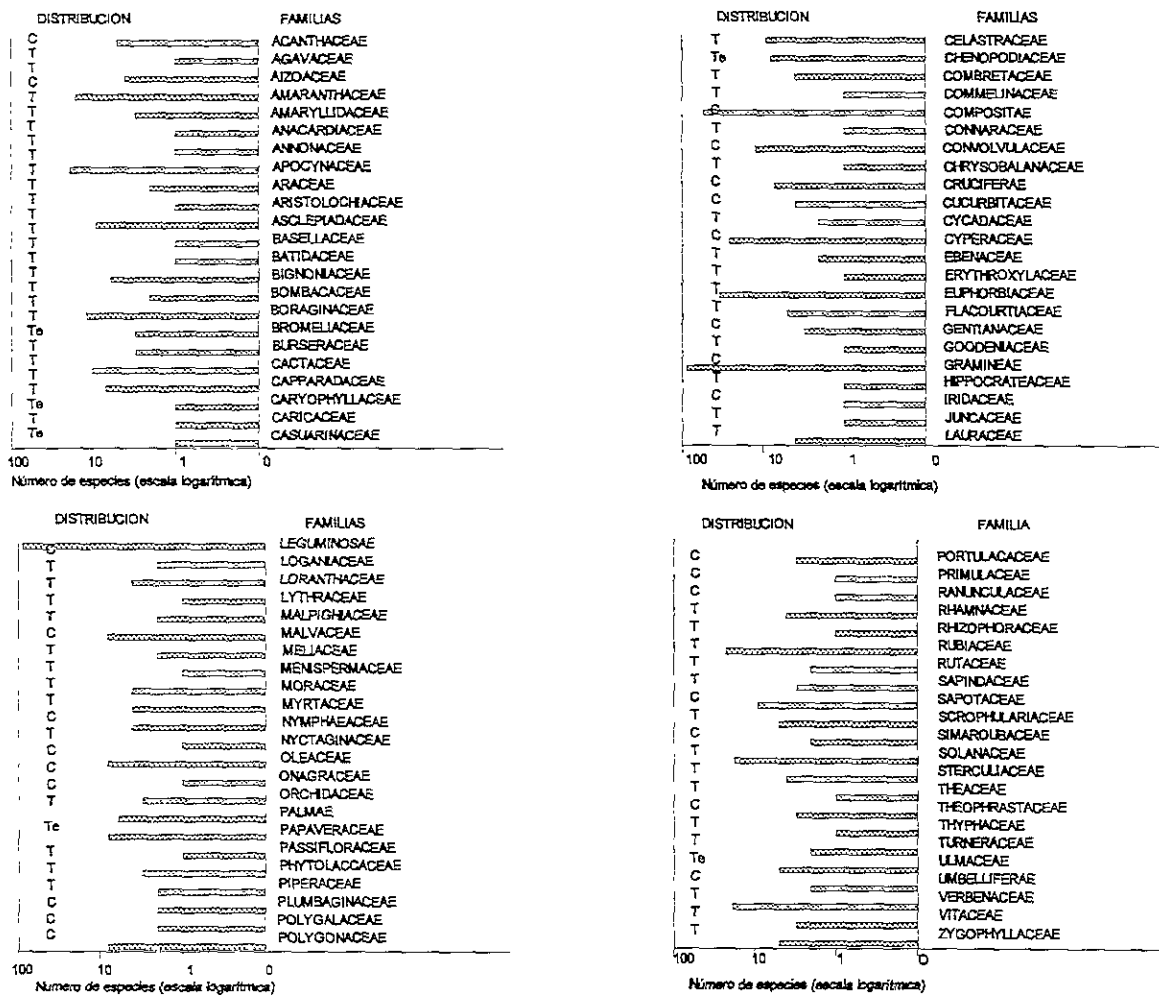 DISTRIBUCION FAMILIAS
C ACANTHACEAE
T AGAVACEAE
T AIZOACEAE
C AMARANTHACEAE
T AMARYLLIDACEAE
T ANACARDIACEAE
T ANNONACEAE
T APOCYNACEAE
T ARACEAE
T ARISTOLOCHIACEAE
T ASCLEPIADACEAE
T BASELLACEAE
T BATIDACEAE
T BIGNONIACEAE
T BOMBACACEAE
T BORAGINACEAE
Te BROMELIACEAE
T BURSERACEAE
T CACTACEAE
T CAPPARADACEAE
Te CARYOPHYLLACEAE
T CARICACEAE
Te CASUARINACEAE
100 10 1 0
Número de especies (escala logarítmica)
DISTRIBUCION FAMILIAS
T CELASTRACEAE
Te CHENOPODIACEAE
T COMBRETACEAE
T COMMELINACEAE
C COMPOSITAE
T CONNARACEAE
C CONVOLVULACEAE
T CHRYSOBALANACEAE
C CRUCIFERAE
C CUCURBITACEAE
T CYCADACEAE
C CYPERACEAE
T EBENACEAE
T ERYTHROXYLACEAE
T EUPHORBIACEAE
T FLACOURTIACEAE
C GENTIANACEAE
T GOODENIACEAE
C GRAMINEAE
T HIPPOCRATEACEAE
C IRIDACEAE
T JUNCACEAE
T LAURACEAE
100 10 1 0
Número de especies (escala logarítmica)
DISTRIBUCION FAMILIAS
C LEGUMINOSAE
T LOGANIACEAE
T LORANTHACEAE
T LYTHRACEAE
T MALPIGHIACEAE
C MALVACEAE
T MELIACEAE
T MENISPERMACEAE
T MORACEAE
T MYRTACEAE
C NYMPHAEACEAE
T NYCTAGINACEAE
C OLEACEAE
C ONAGRACEAE
C ORCHIDACEAE
T PALMAE
Te PAPAVERACEAE
T PASSIFLORACEAE
T PHYTOLACCACEAE
T PIPERACEAE
C PLUMBAGINACEAE
C POLYGALACEAE
C POLYGONACEAE
100 10 1 0
Número de especies (escala logarítmica)
DISTRIBUCION FAMILIA
C PORTULACACEAE
C PRIMULACEAE
C RANUNCULACEAE
T RHAMNACEAE
T RHIZOPHORACEAE
T RUBIACEAE
T RUTACEAE
T SAPINDACEAE
C SAPOTACEAE
T SCROPHULARIACEAE
C SIMAROUBACEAE
T SOLANACEAE
T STERCULIACEAE
T THEACEAE
C THEOPHRASTACEAE
T THYPHACEAE
T TURNERACEAE
Te ULMACEAE
C UMBELLIFERAE
T VERBENACEAE
T VITACEAE
T ZYGOPHYLLACEAE
100 10 1 0
Número de especies (escala logarítmica)